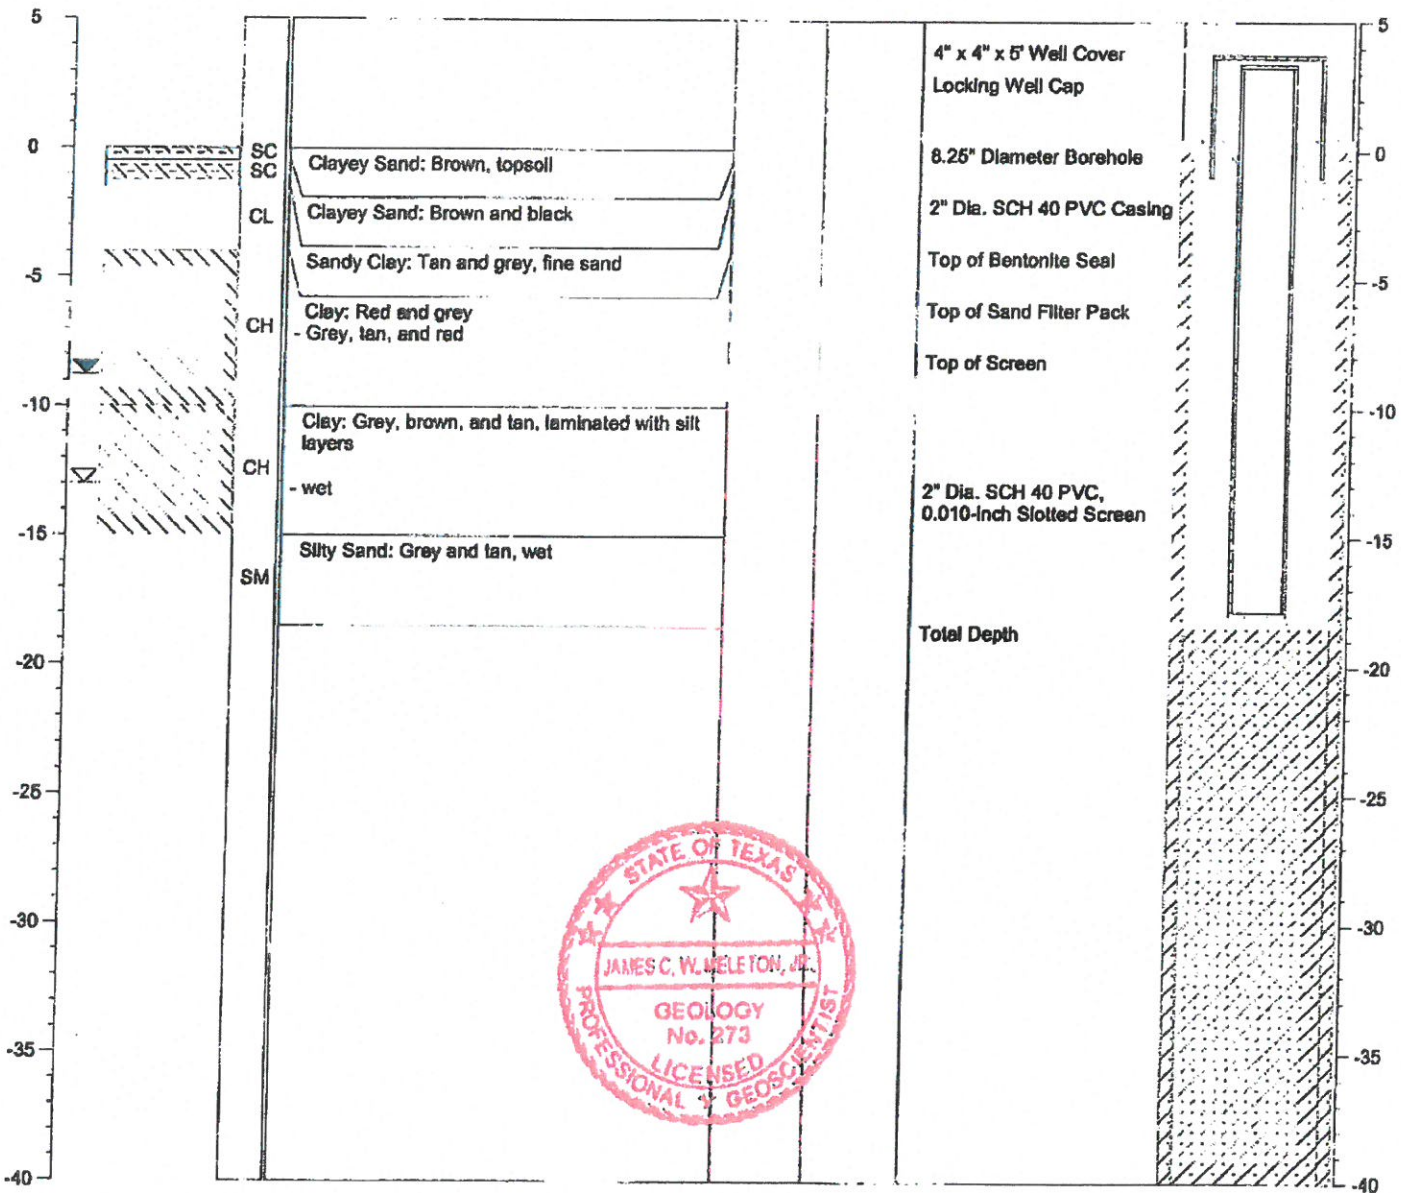 5
0
-5
-10
-15
-20
-25
-30
-35
-40
SC
SC
CL
CH
CH
SM
Clayey Sand: Brown, topsoil
Clayey Sand: Brown and black
Sandy Clay: Tan and grey, fine sand
Clay: Red and grey
- Grey, tan, and red
Clay: Grey, brown, and tan, laminated with silt
layers
- wet
Silty Sand: Grey and tan, wet
4" x 4" x 5' Well Cover
Locking Well Cap
8.25" Diameter Borehole
2" Dia. SCH 40 PVC Casing
Top of Bentonite Seal
Top of Sand Filter Pack
Top of Screen
2" Dia. SCH 40 PVC,
0.010-inch Slotted Screen
Total Depth
5
0
-5
-10
-15
-20
-25
-30
-35
-40
STATE OF TEXAS
JAMES C. W. MELETON, JR.
GEOLOGY
No. 273
LICENSED
PROFESSIONAL GEOSCIENTIST